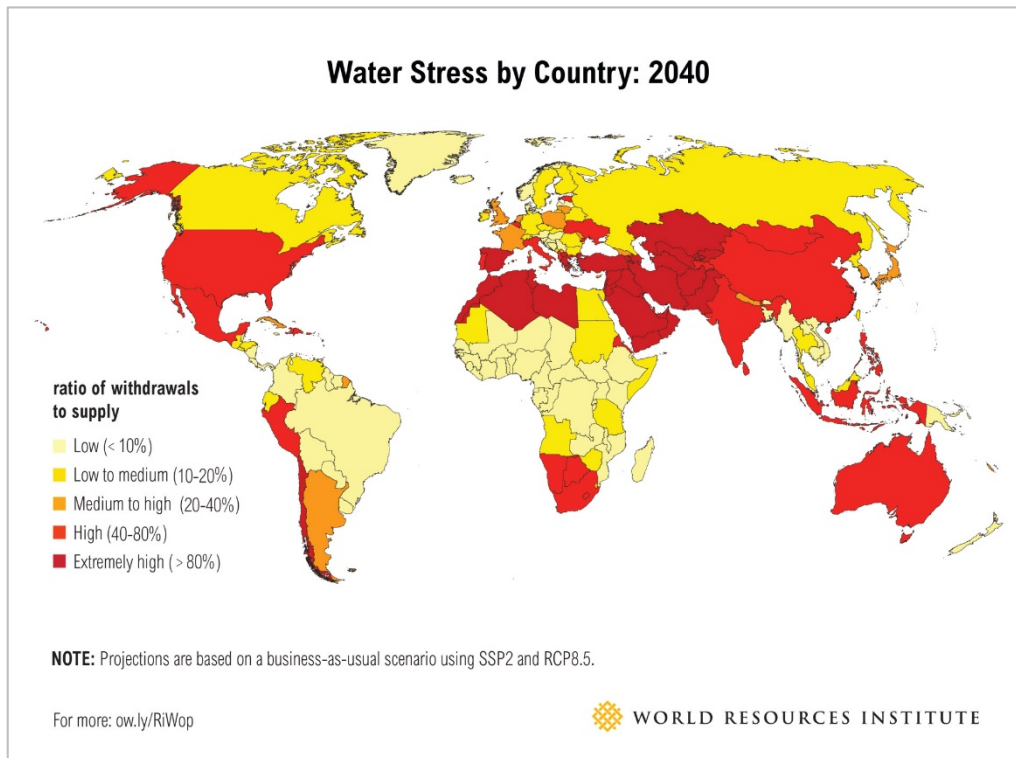 Water Stress by Country: 2040
ratio of withdrawals
to supply
Low (< 10%)
Low to medium (10-20%)
Medium to high (20-40%)
High (40-80%)
Extremely high (> 80%)
NOTE: Projections are based on a business-as-usual scenario using SSP2 and RCP8.5.
For more: ow.ly/RiWop
WORLD RESOURCES INSTITUTE